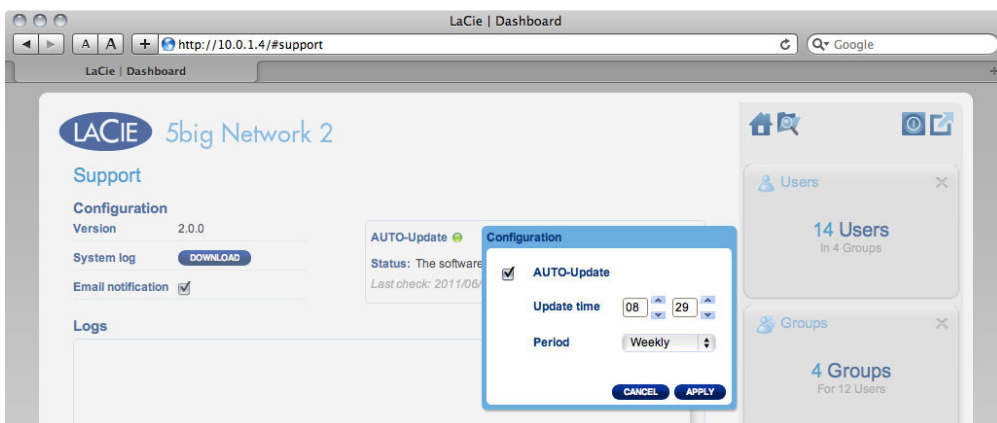 LaCie | Dashboard
A A + http://10.0.1.4/#support
Google
LaCie | Dashboard
LACIE 5big Network 2
Support
Configuration
Version 2.0.0
System log DOWNLOAD
Email notification
Logs
AUTO-Update
Status: The software
Last check: 2011/06/
Configuration
AUTO-Update
Update time 08 29
Period Weekly
CANCEL APPLY
Users
14 Users
In 4 Groups
Groups
4 Groups
For 12 Users